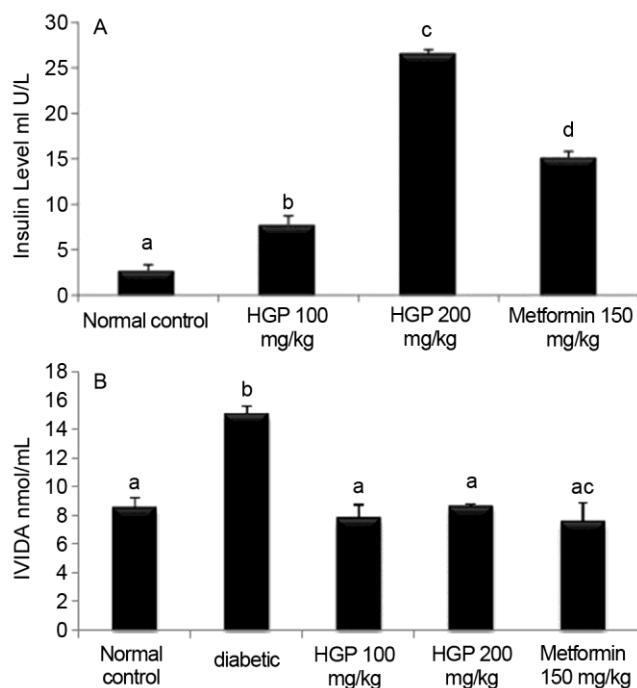 A
Insulin Level ml U/L
30
25
20
15
10
5
0
a
b
c
d
Normal control
HGP 100
mg/kg
HGP 200
mg/kg
Metformin 150
mg/kg
B
IVIDA nmol/mL
18
16
14
12
10
8
6
4
2
0
a
b
a
a
ac
Normal
control
diabetic
HGP 100
mg/kg
HGP 200
mg/kg
Metformin
150 mg/kg